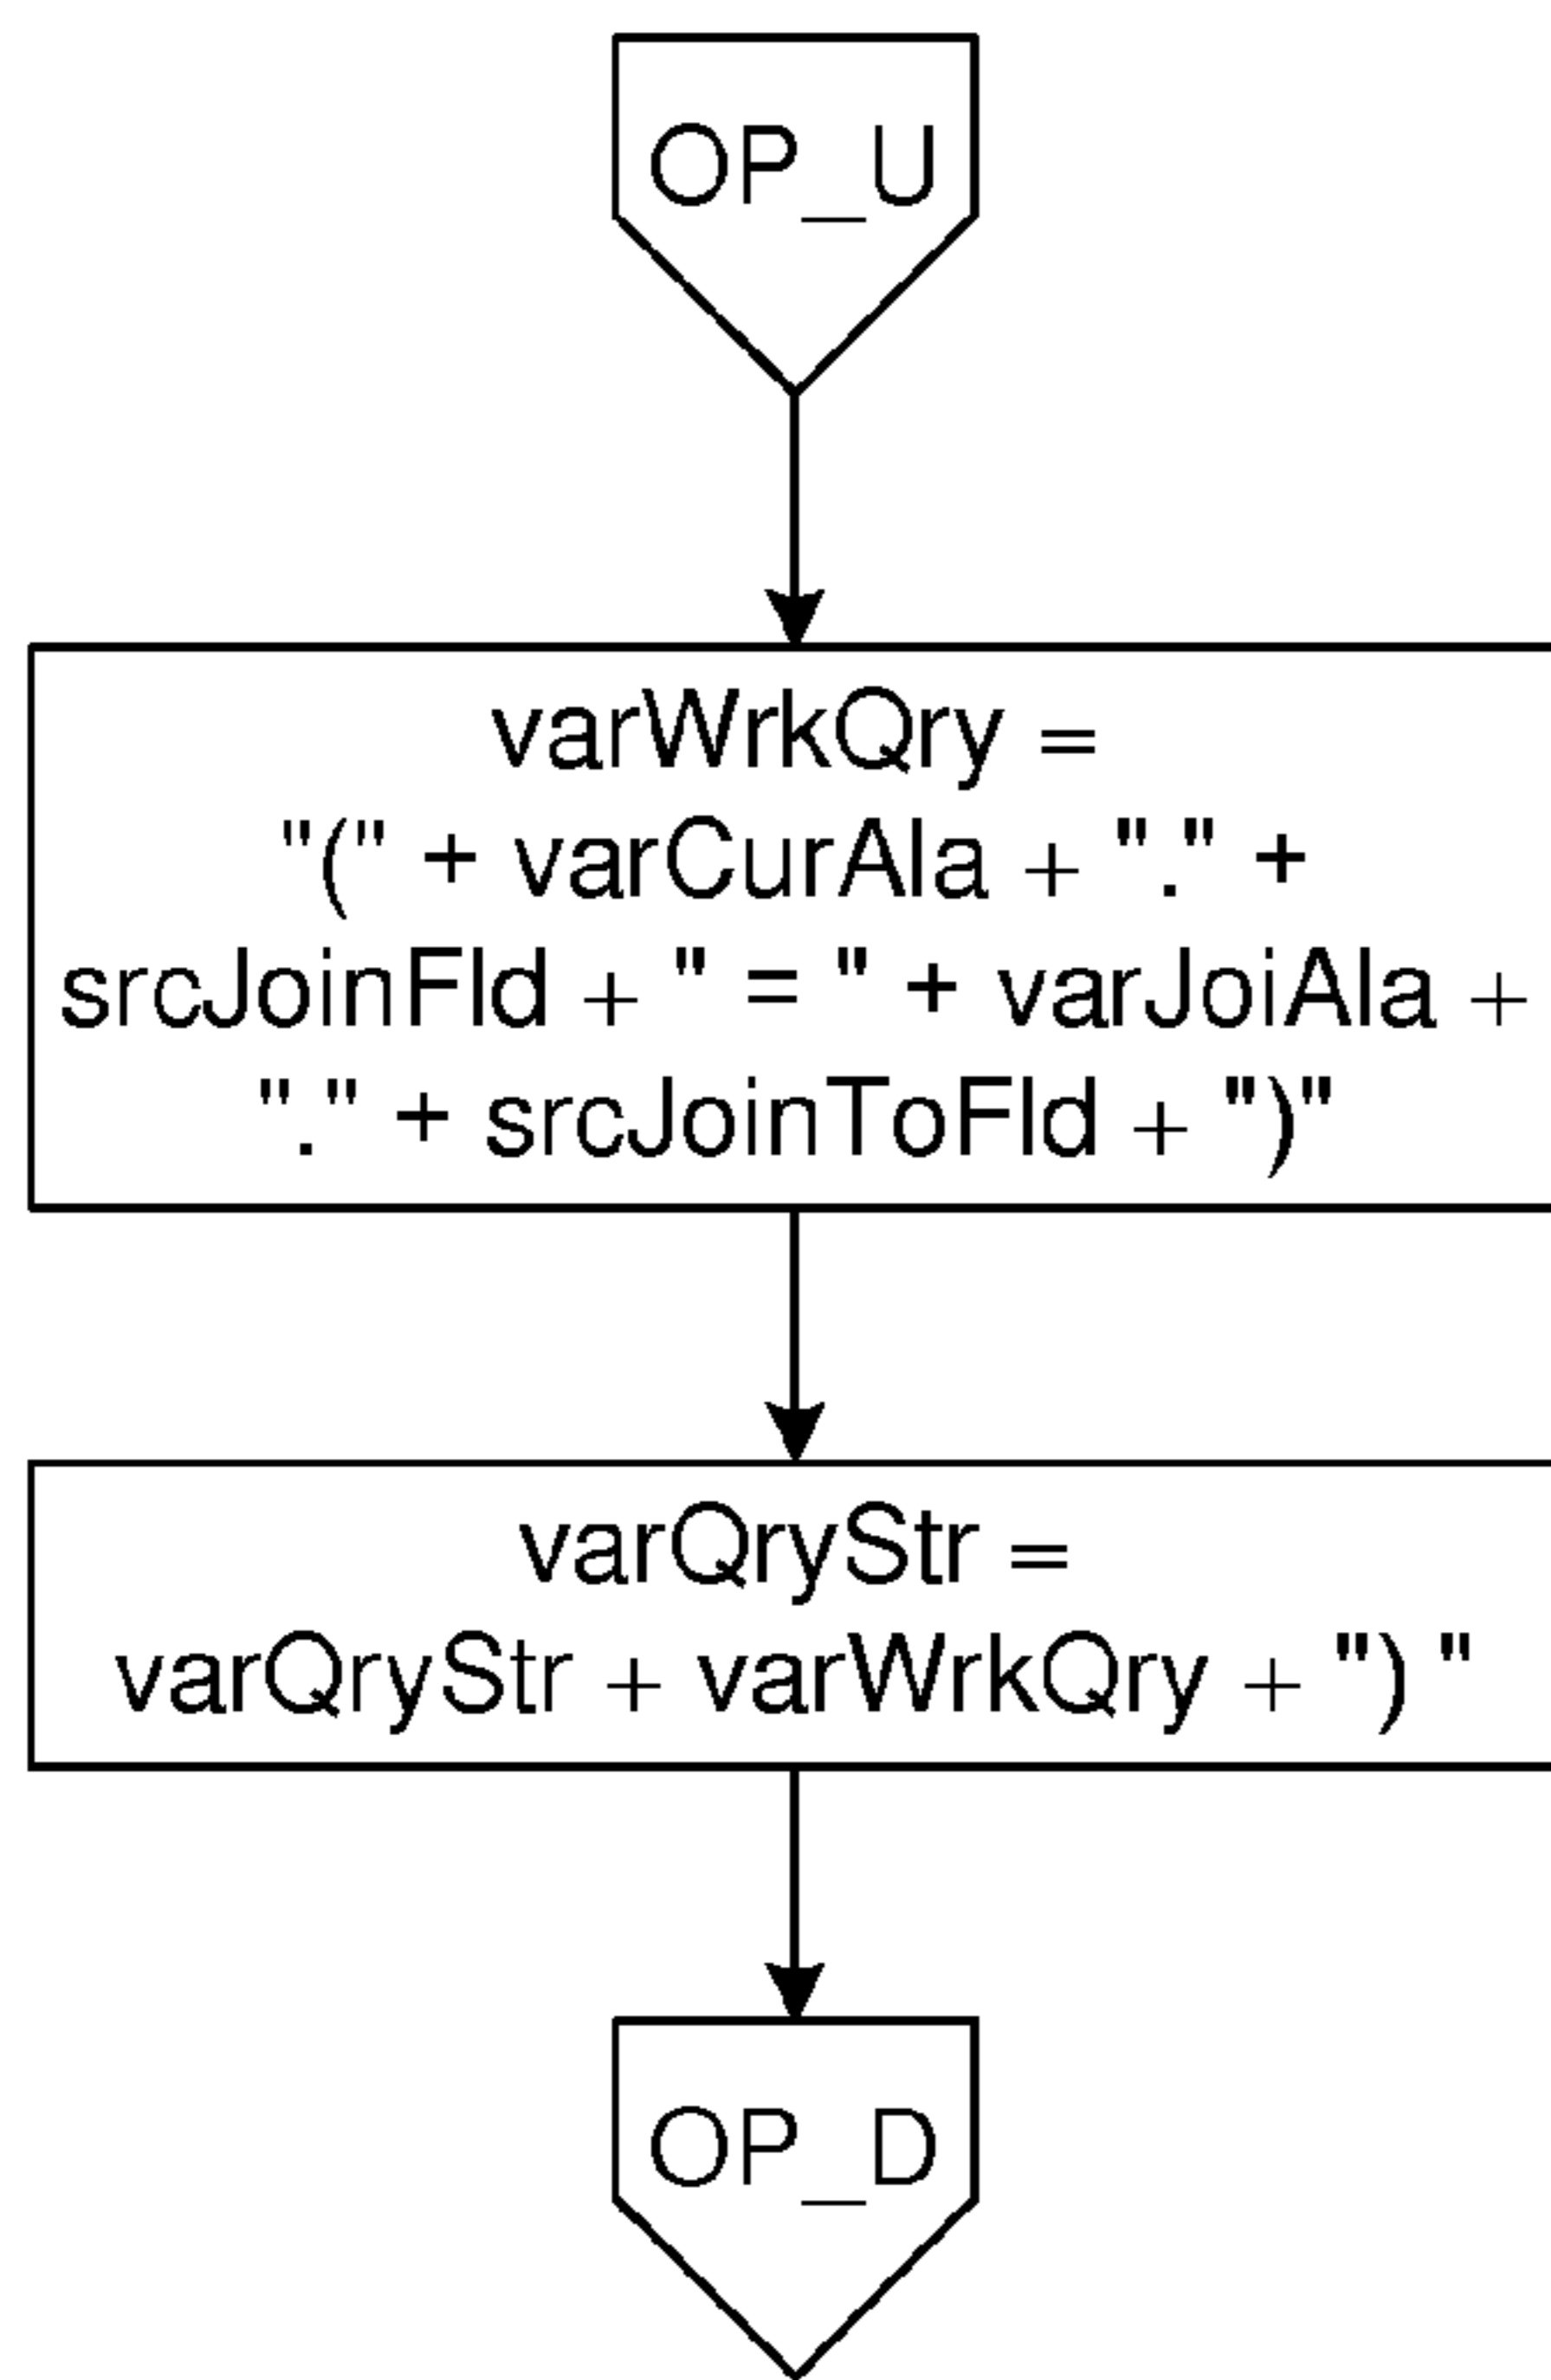 OP_U
varWrkQry =
"(" + varCurAla + "." +
srcJoinFld + " = " + varJoiAla +
"." + srcJoinToFld + ")"
varQryStr =
varQryStr + varWrkQry + ") "
OP_D